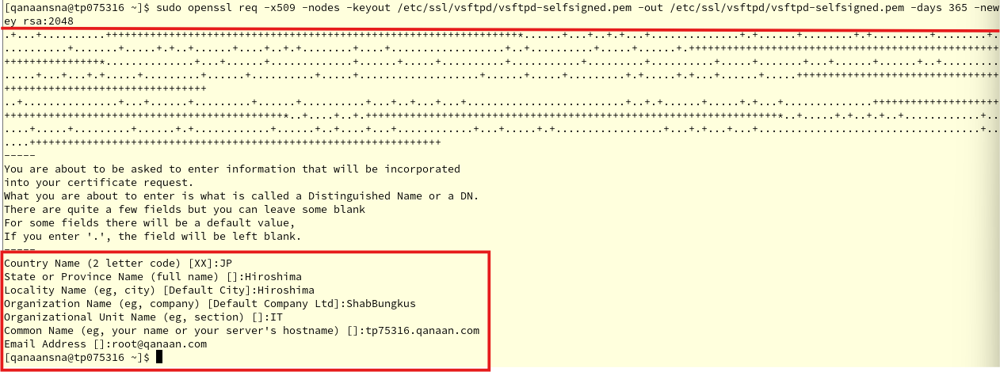 [qanaansna@tp075316 ~]$ sudo openssl req -x509 -nodes -keyout /etc/ssl/vsftpd/vsftpd-selfsigned.pem -out /etc/ssl/vsftpd/vsftpd-selfsigned.pem -days 365 -new
ey rsa:2048
-----
You are about to be asked to enter information that will be incorporated
into your certificate request.
What you are about to enter is what is called a Distinguished Name or a DN.
There are quite a few fields but you can leave some blank
For some fields there will be a default value,
If you enter '.', the field will be left blank.
-----
Country Name (2 letter code) [XX]:JP
State or Province Name (full name) []:Hiroshima
Locality Name (eg, city) [Default City]:Hiroshima
Organization Name (eg, company) [Default Company Ltd]:ShabBungkus
Organizational Unit Name (eg, section) []:IT
Common Name (eg, your name or your server's hostname) []:tp75316.qanaan.com
Email Address []:root@qanaan.com
[qanaansna@tp075316 ~]$